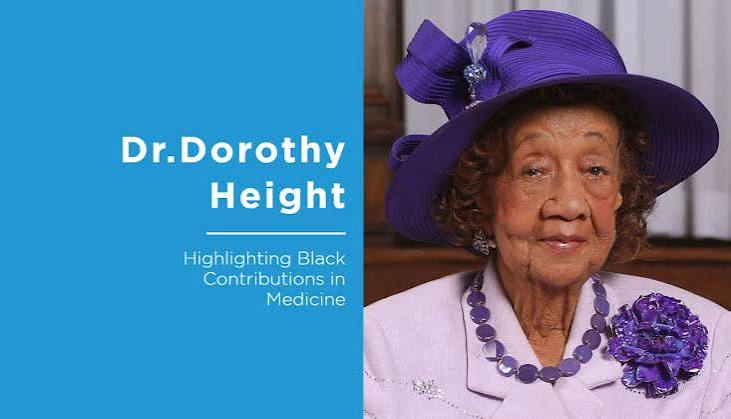 Dr.Dorothy
Height
Highlighting Black
Contributions in
Medicine